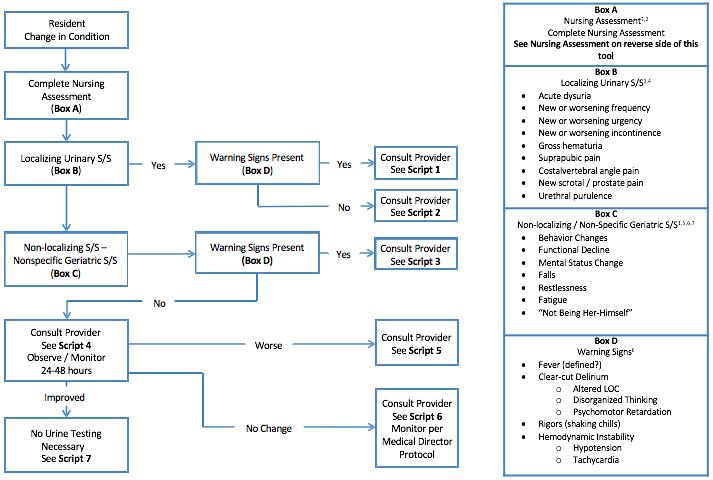 Resident
Change in Condition
Complete Nursing
Assessment
(Box A)
Localizing Urinary S/S
(Box B)
Yes
Warning Signs Present
(Box D)
Yes
Consult Provider
See Script 1
No
Consult Provider
See Script 2
Non-localizing S/S –
Nonspecific Geriatric S/S
(Box C)
Warning Signs Present
(Box D)
Yes
Consult Provider
See Script 3
No
Consult Provider
See Script 4
Observe / Monitor
24-48 hours
Worse
Consult Provider
See Script 5
Improved
No Change
Consult Provider
See Script 6
Monitor per
Medical Director
Protocol
No Urine Testing
Necessary
See Script 7
Box A
Nursing Assessment1,2
Complete Nursing Assessment
See Nursing Assessment on reverse side of this
tool
Box B
Localizing Urinary S/S3,4
• Acute dysuria
• New or worsening frequency
• New or worsening urgency
• New or worsening incontinence
• Gross hematuria
• Suprapubic pain
• Costalvertebral angle pain
• New scrotal / prostate pain
• Urethral purulence
Box C
Non-localizing / Non-Specific Geriatric S/S1,5,6,7
• Behavior Changes
• Functional Decline
• Mental Status Change
• Falls
• Restlessness
• Fatigue
• “Not Being Her-Himself”
Box D
Warning Signs6
• Fever (defined?)
• Clear-cut Delirium
o Altered LOC
o Disorganized Thinking
o Psychomotor Retardation
• Rigors (shaking chills)
• Hemodynamic Instability
o Hypotension
o Tachycardia